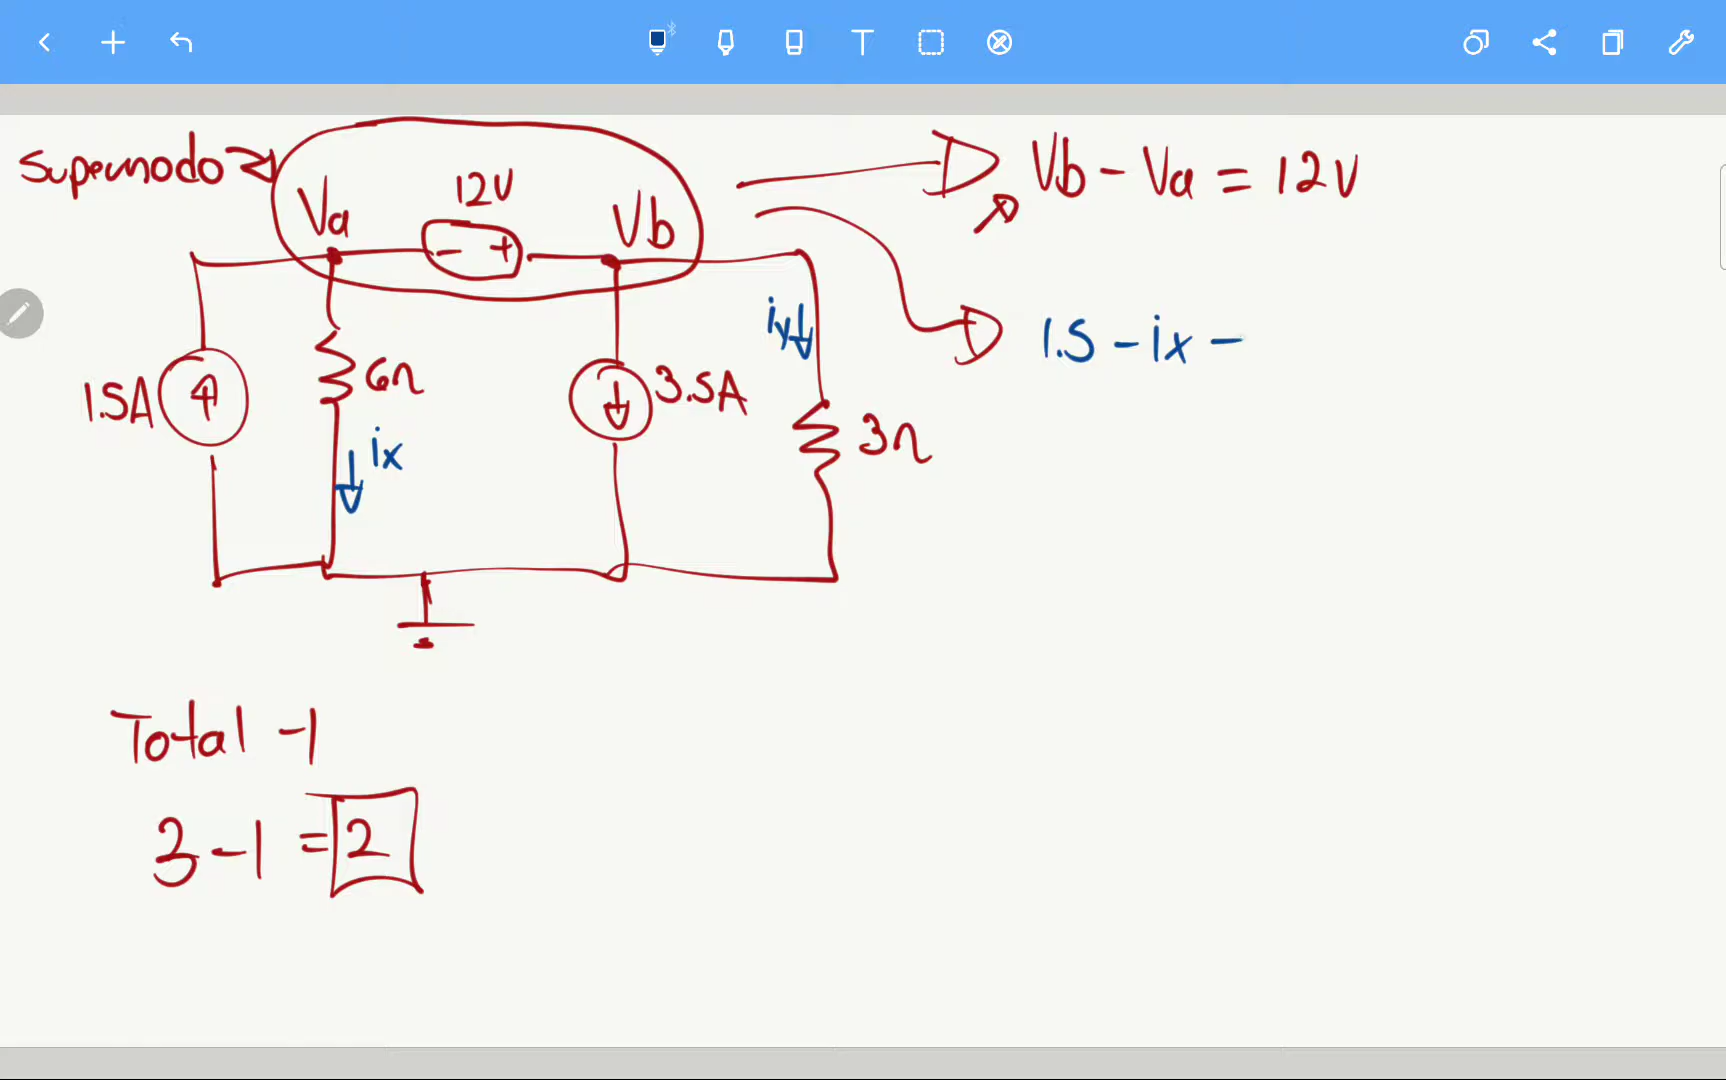 Supernodo
Va
12V
Vb
- +
Vb - Va = 12V
1.5A
6Ω
ix
3.5A
iy
3Ω
1.5 - ix -
Total -1
3 - 1 = 2
T